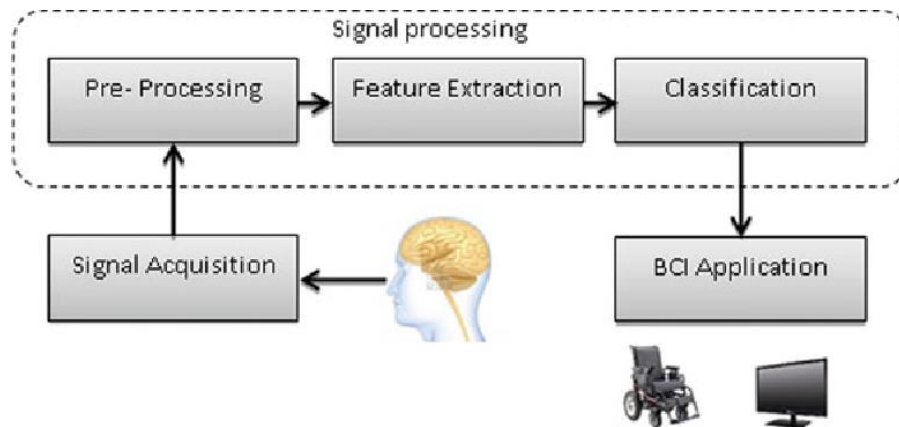 Signal processing
Pre- Processing
Feature Extraction
Classification
Signal Acquisition
BCI Application